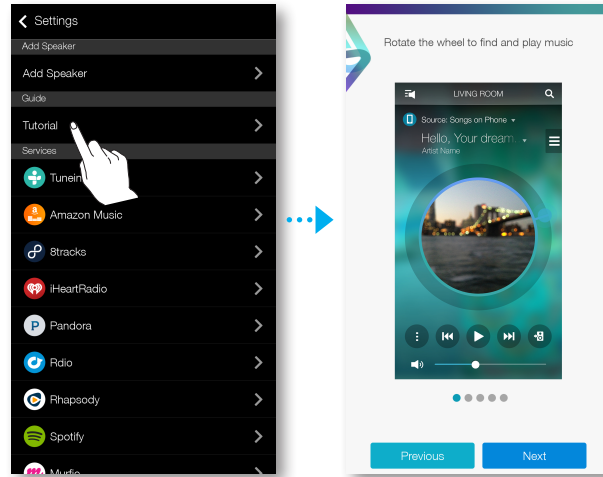 Settings
Add Speaker
Add Speaker
Guide
Tutorial
Services
TuneIn
a
Amazon Music
8tracks
iHeartRadio
P
Pandora
Rdio
Rhapsody
Spotify
Murfie
Rotate the wheel to find and play music
LIVING ROOM
Source: Songs on Phone
Hello, Your dream.
Artist Name
Previous
Next